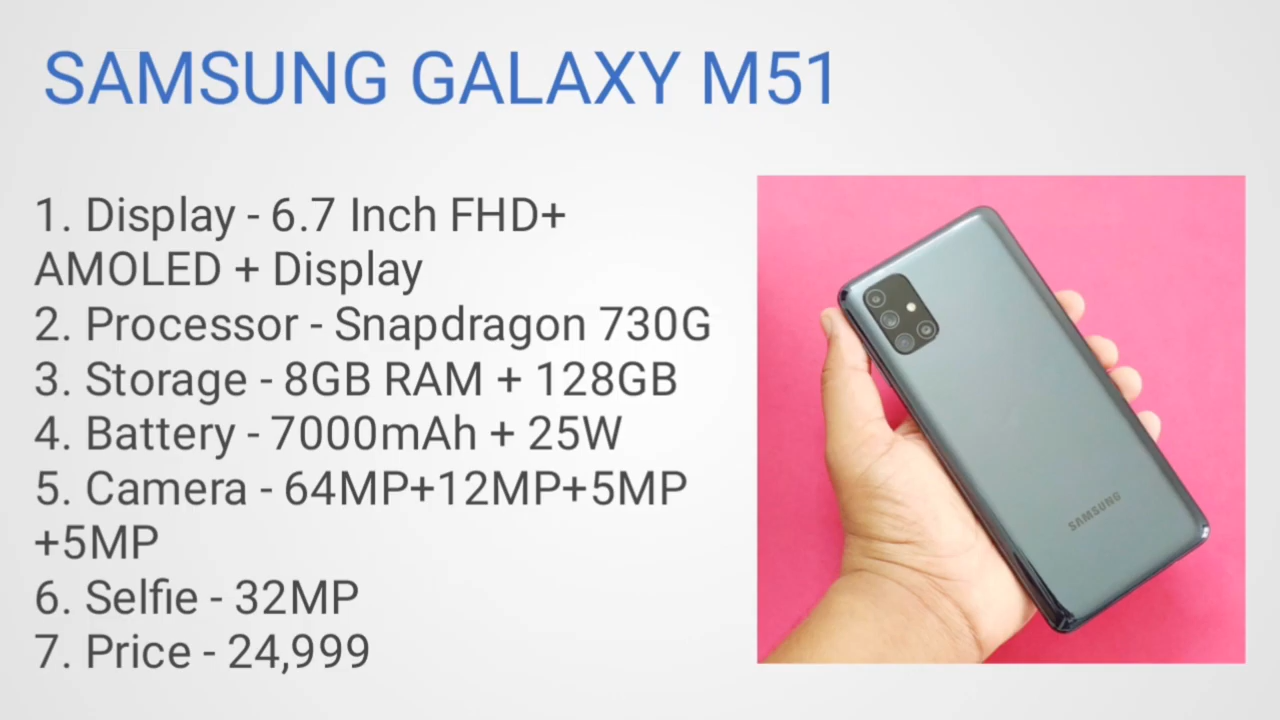 SAMSUNG GALAXY M51
1. Display - 6.7 Inch FHD+
AMOLED + Display
2. Processor - Snapdragon 730G
3. Storage - 8GB RAM + 128GB
4. Battery - 7000mAh + 25W
5. Camera - 64MP+12MP+5MP
+5MP
6. Selfie - 32MP
7. Price - 24,999
SAMSUNG